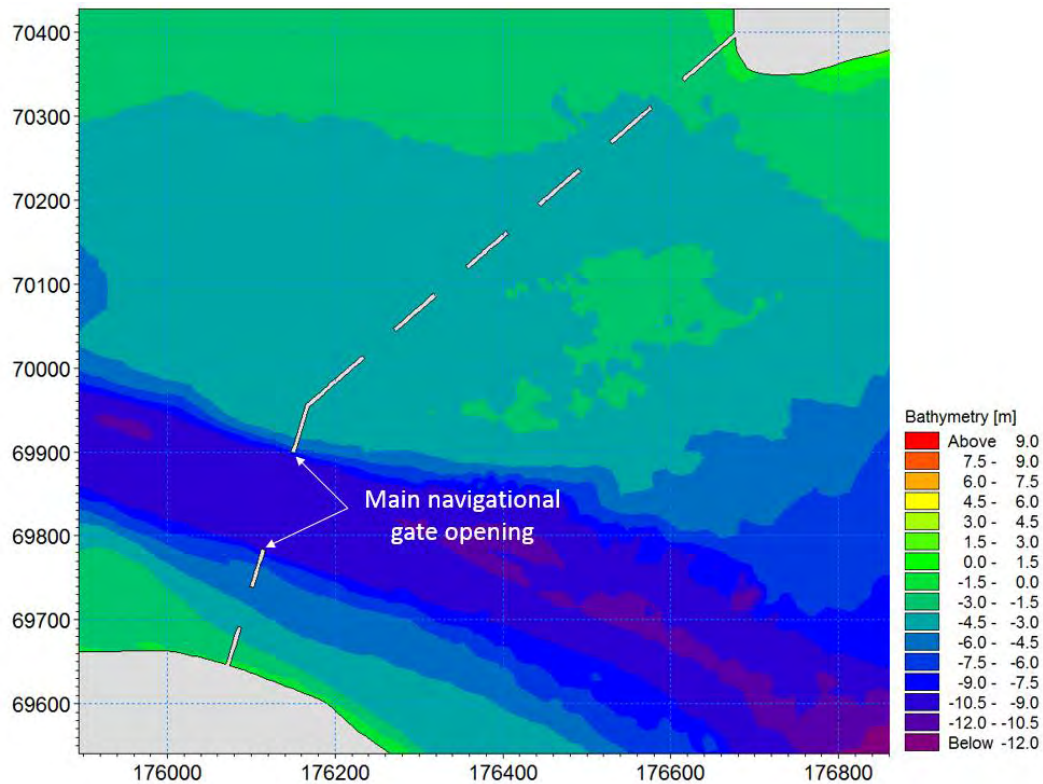 70400
70300
70200
70100
70000
69900
69800
69700
69600
176000
176200
176400
176600
176800
Main navigational
gate opening
Bathymetry [m]
Above 9.0
7.5 - 9.0
6.0 - 7.5
4.5 - 6.0
3.0 - 4.5
1.5 - 3.0
0.0 - 1.5
-1.5 - 0.0
-3.0 - -1.5
-4.5 - -3.0
-6.0 - -4.5
-7.5 - -6.0
-9.0 - -7.5
-10.5 - -9.0
-12.0 - -10.5
Below -12.0